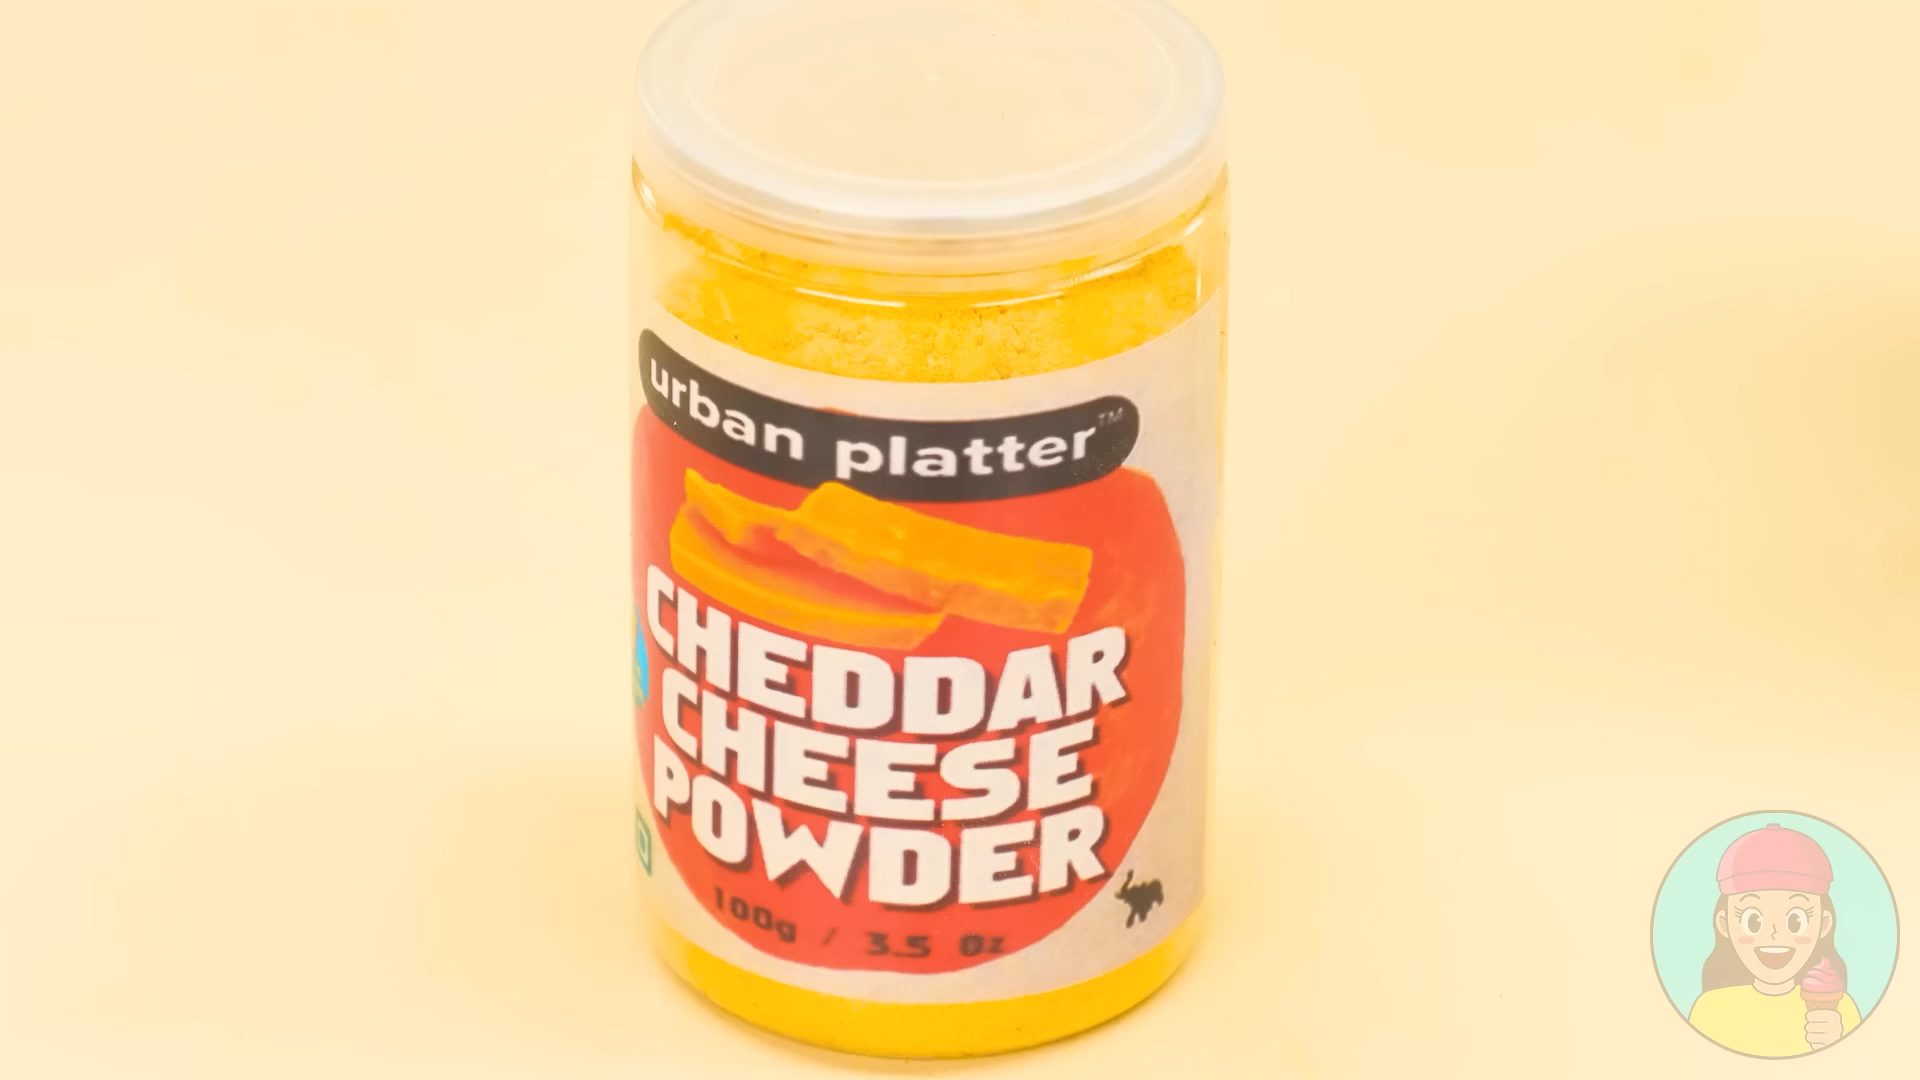 urban platter™
CHEDDAR
CHEESE
POWDER
100g / 3.5 oz